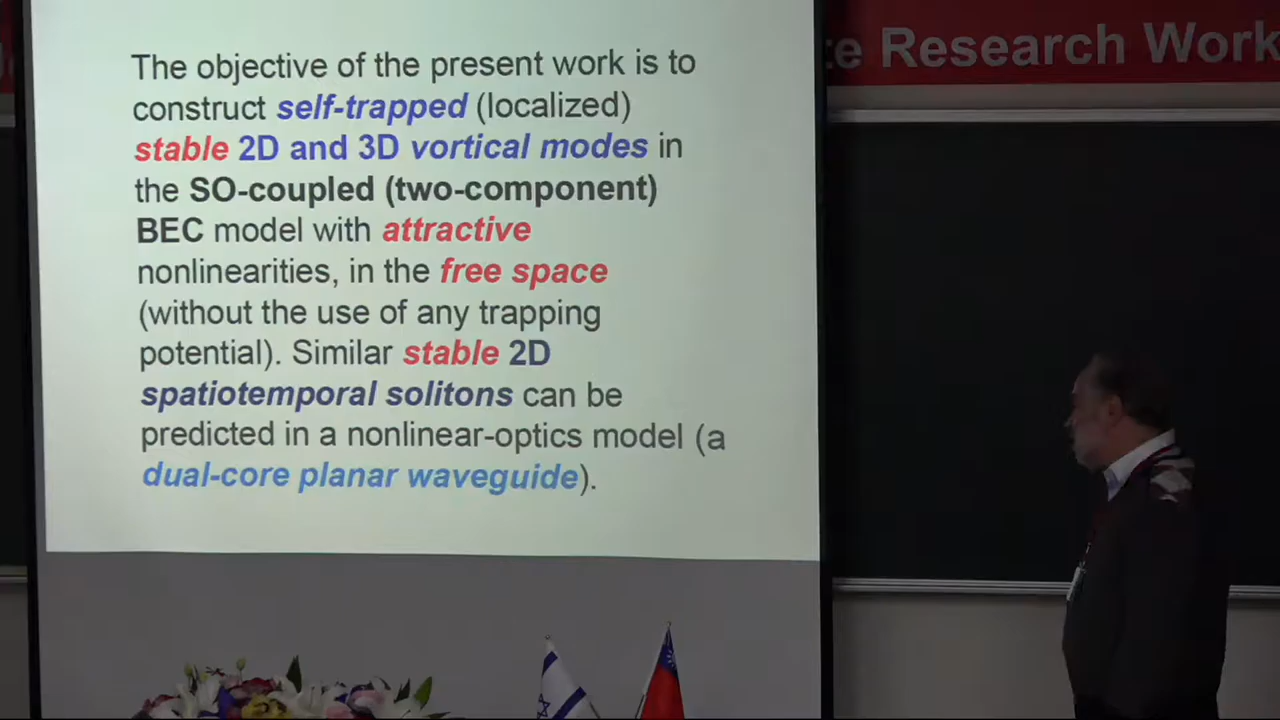 The objective of the present work is to
construct self-trapped (localized)
stable 2D and 3D vortical modes in
the SO-coupled (two-component)
BEC model with attractive
nonlinearities, in the free space
(without the use of any trapping
potential). Similar stable 2D
spatiotemporal solitons can be
predicted in a nonlinear-optics model (a
dual-core planar waveguide).
Research